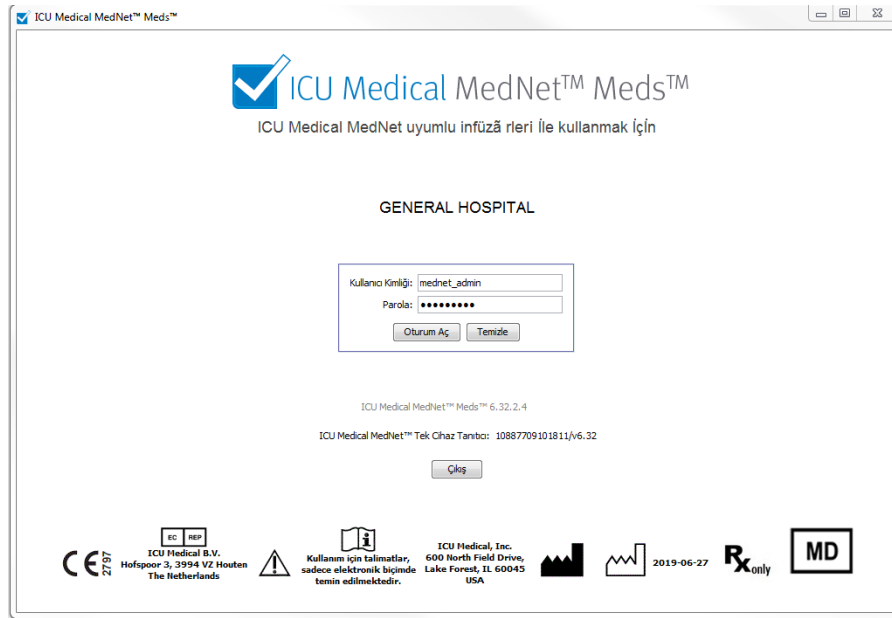 ICU Medical MedNet™ Meds™
ICU Medical MedNet™ Meds™
ICU Medical MedNet uyumlu infüzã rleri İle kullanmak İçİn
GENERAL HOSPITAL
Kullanıcı Kimliği: mednet_admin
Parola: ●●●●●●●●●
Oturum Aç Temizle
ICU Medical MedNet™ Meds™ 6.32.2.4
ICU Medical MedNet™ Tek Cihaz Tanıtıcı: 10887709101811/v6.32
Çıkış
CE 2797
EC REP
ICU Medical B.V.
Hofspoor 3, 3994 VZ Houten
The Netherlands
i
Kullanım için talimatlar,
sadece elektronik biçimde
temin edilmektedir.
ICU Medical, Inc.
600 North Field Drive,
Lake Forest, IL 60045
USA
2019-06-27
Rx only
MD